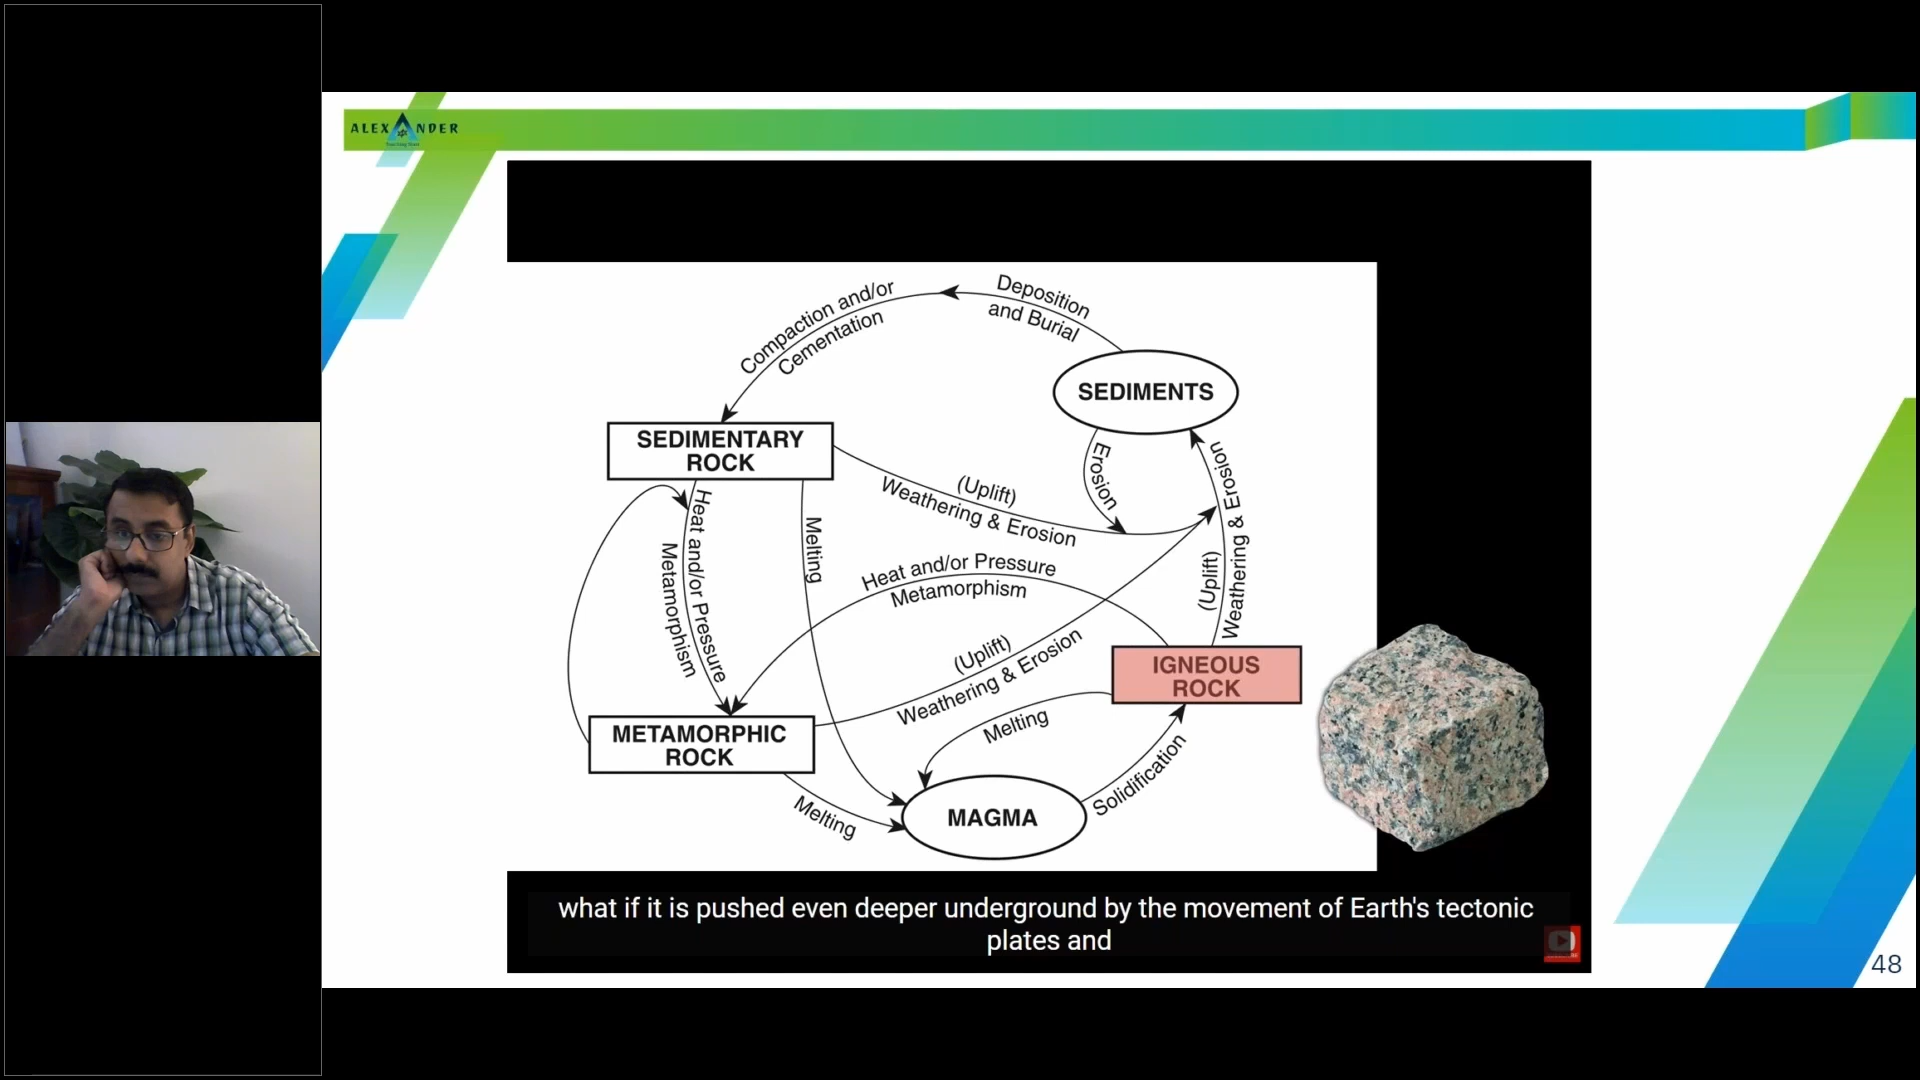 ALEXANDER
Deposition
and Burial
Compaction and/or
Cementation
SEDIMENTS
SEDIMENTARY
ROCK
Erosion
(Uplift)
Weathering & Erosion
Heat and/or Pressure
Metamorphism
Melting
Heat and/or Pressure
Metamorphism
(Uplift)
Weathering & Erosion
(Uplift)
Weathering & Erosion
IGNEOUS
ROCK
METAMORPHIC
ROCK
Melting
Melting
MAGMA
Solidification
what if it is pushed even deeper underground by the movement of Earth's tectonic
plates and
48